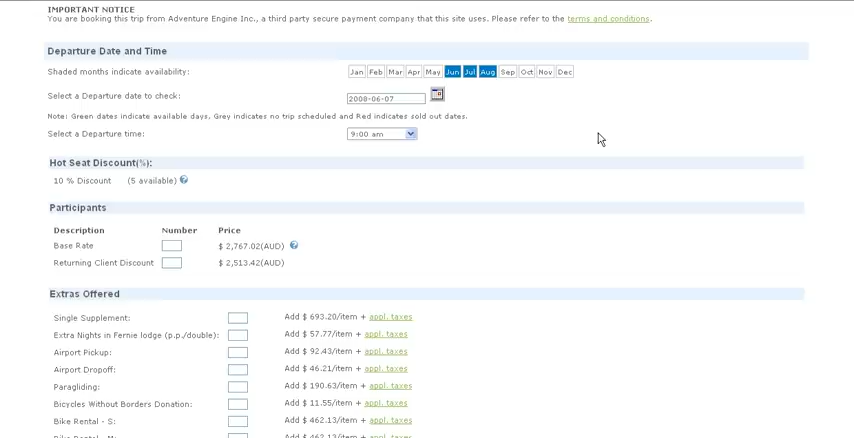 IMPORTANT NOTICE
You are booking this trip from Adventure Engine Inc., a third party secure payment company that this site uses. Please refer to the terms and conditions.
Departure Date and Time
Shaded months indicate availability: Jan Feb Mar Apr May Jun Jul Aug Sep Oct Nov Dec
Select a Departure date to check: 2008-06-07
Note: Green dates indicate available days, Grey indicates no trip scheduled and Red indicates sold out dates.
Select a Departure time: 9:00 am
Hot Seat Discount(%):
10 % Discount (5 available)
Participants
Description Number Price
Base Rate $ 2,767.02(AUD)
Returning Client Discount $ 2,513.42(AUD)
Extras Offered
Single Supplement: Add $ 693.20/item + appl. taxes
Extra Nights in Fernie lodge (p.p./double): Add $ 57.77/item + appl. taxes
Airport Pickup: Add $ 92.43/item + appl. taxes
Airport Dropoff: Add $ 46.21/item + appl. taxes
Paragliding: Add $ 190.63/item + appl. taxes
Bicycles Without Borders Donation: Add $ 11.55/item + appl. taxes
Bike Rental - S: Add $ 462.13/item + appl. taxes
Bike Rental - M: Add $ 462.13/item + appl. taxes